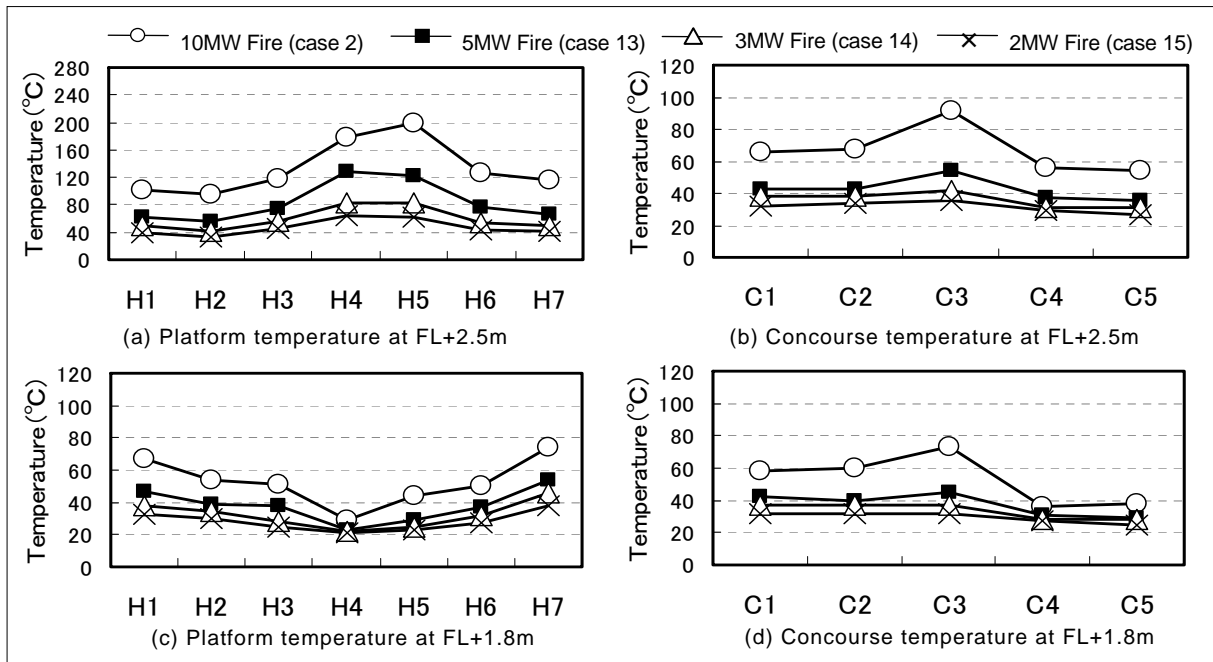 10MW Fire (case 2) 5MW Fire (case 13) 3MW Fire (case 14) 2MW Fire (case 15)
Temperature(℃)
280
240
200
160
120
80
40
0
H1 H2 H3 H4 H5 H6 H7
(a) Platform temperature at FL+2.5m
Temperature(℃)
120
100
80
60
40
20
0
C1 C2 C3 C4 C5
(b) Concourse temperature at FL+2.5m
Temperature(℃)
120
100
80
60
40
20
0
H1 H2 H3 H4 H5 H6 H7
(c) Platform temperature at FL+1.8m
Temperature(℃)
120
100
80
60
40
20
0
C1 C2 C3 C4 C5
(d) Concourse temperature at FL+1.8m